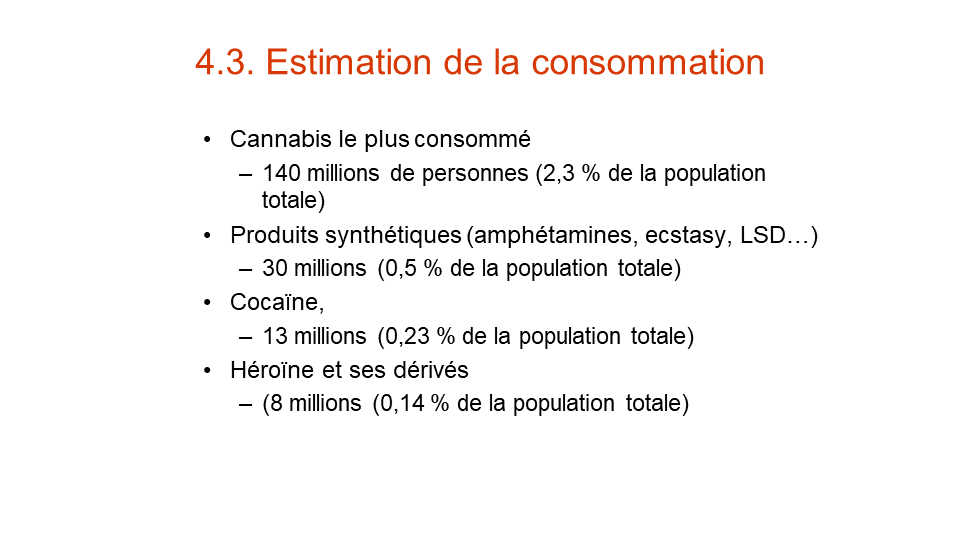 4.3. Estimation de la consommation
• Cannabis le plus consommé
– 140 millions de personnes (2,3 % de la population
totale)
• Produits synthétiques (amphétamines, ecstasy, LSD…)
– 30 millions (0,5 % de la population totale)
• Cocaïne,
– 13 millions (0,23 % de la population totale)
• Héroïne et ses dérivés
– (8 millions (0,14 % de la population totale)